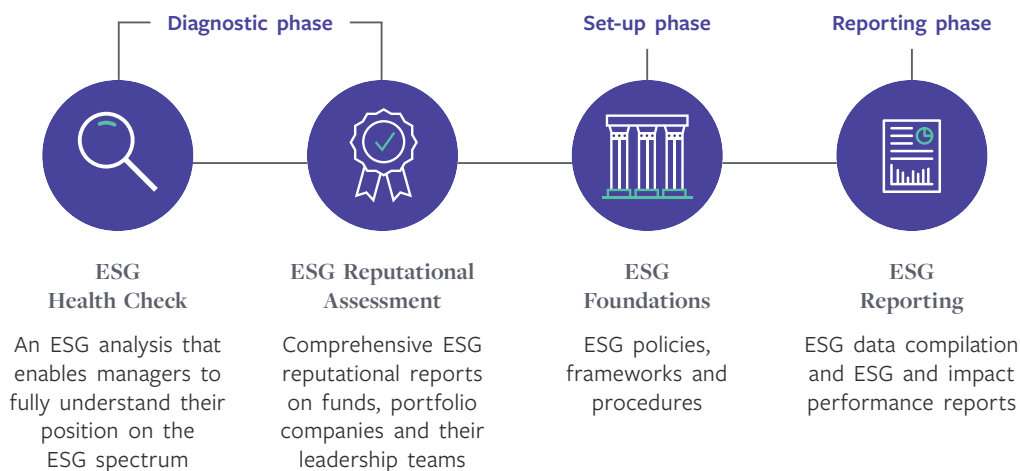 Diagnostic phase
Set-up phase
Reporting phase
ESG
Health Check
An ESG analysis that
enables managers to
fully understand their
position on the
ESG spectrum
ESG Reputational
Assessment
Comprehensive ESG
reputational reports
on funds, portfolio
companies and their
leadership teams
ESG
Foundations
ESG policies,
frameworks and
procedures
ESG
Reporting
ESG data compilation
and ESG and impact
performance reports